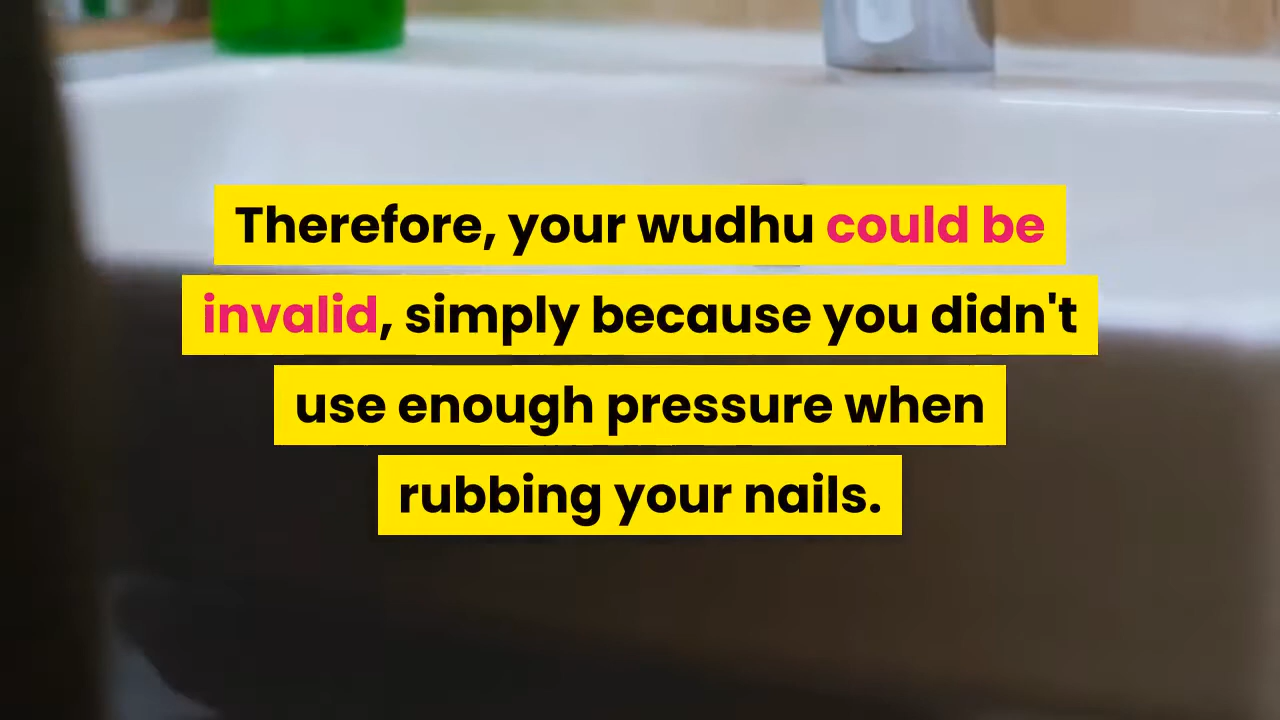 Therefore, your wudhu could be
invalid, simply because you didn't
use enough pressure when
rubbing your nails.